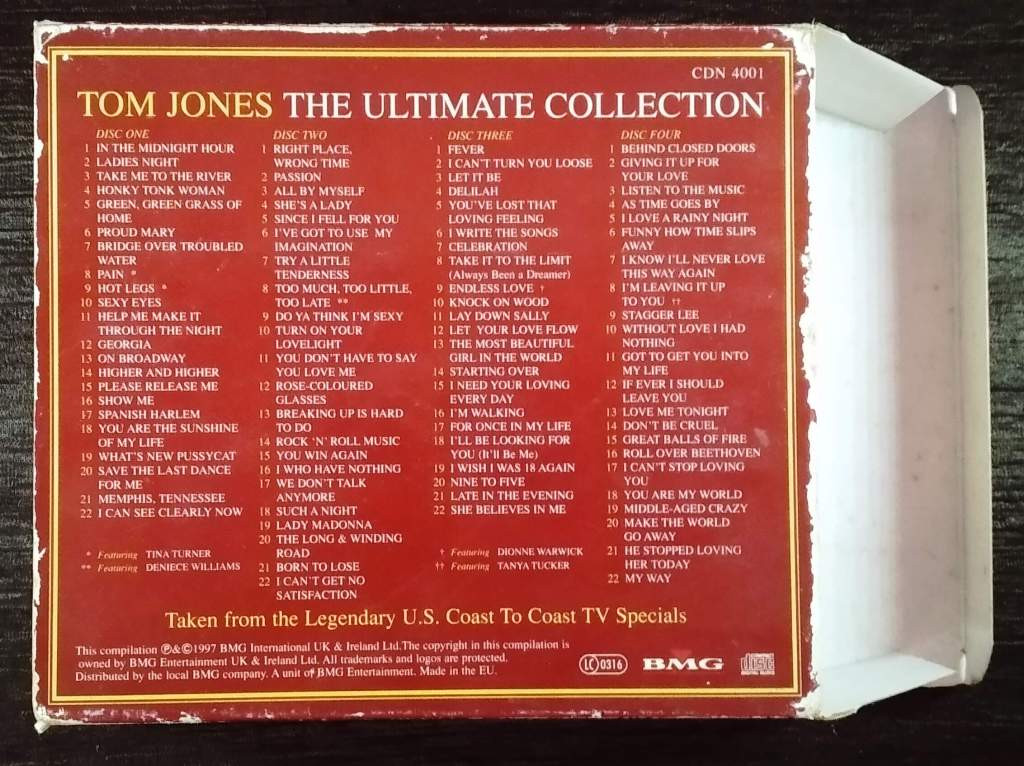 CDN 4001
TOM JONES THE ULTIMATE COLLECTION
DISC ONE
1 IN THE MIDNIGHT HOUR
2 LADIES NIGHT
3 TAKE ME TO THE RIVER
4 HONKY TONK WOMAN
5 GREEN, GREEN GRASS OF
HOME
6 PROUD MARY
7 BRIDGE OVER TROUBLED
WATER
8 PAIN *
9 HOT LEGS *
10 SEXY EYES
11 HELP ME MAKE IT
THROUGH THE NIGHT
12 GEORGIA
13 ON BROADWAY
14 HIGHER AND HIGHER
15 PLEASE RELEASE ME
16 SHOW ME
17 SPANISH HARLEM
18 YOU ARE THE SUNSHINE
OF MY LIFE
19 WHAT'S NEW PUSSYCAT
20 SAVE THE LAST DANCE
FOR ME
21 MEMPHIS, TENNESSEE
22 I CAN SEE CLEARLY NOW
* Featuring TINA TURNER
** Featuring DENIECE WILLIAMS
DISC TWO
1 RIGHT PLACE,
WRONG TIME
2 PASSION
3 ALL BY MYSELF
4 SHE'S A LADY
5 SINCE I FELL FOR YOU
6 I'VE GOT TO USE MY
IMAGINATION
7 TRY A LITTLE
TENDERNESS
8 TOO MUCH, TOO LITTLE,
TOO LATE **
9 DO YA THINK I'M SEXY
10 TURN ON YOUR
LOVELIGHT
11 YOU DON'T HAVE TO SAY
YOU LOVE ME
12 ROSE-COLOURED
GLASSES
13 BREAKING UP IS HARD
TO DO
14 ROCK 'N' ROLL MUSIC
15 YOU WIN AGAIN
16 I WHO HAVE NOTHING
17 WE DON'T TALK
ANYMORE
18 SUCH A NIGHT
19 LADY MADONNA
20 THE LONG & WINDING
ROAD
21 BORN TO LOSE
22 I CAN'T GET NO
SATISFACTION
DISC THREE
1 FEVER
2 I CAN'T TURN YOU LOOSE
3 LET IT BE
4 DELILAH
5 YOU'VE LOST THAT
LOVING FEELING
6 I WRITE THE SONGS
7 CELEBRATION
8 TAKE IT TO THE LIMIT
(Always Been a Dreamer)
9 ENDLESS LOVE †
10 KNOCK ON WOOD
11 LAY DOWN SALLY
12 LET YOUR LOVE FLOW
13 THE MOST BEAUTIFUL
GIRL IN THE WORLD
14 STARTING OVER
15 I NEED YOUR LOVING
EVERY DAY
16 I'M WALKING
17 FOR ONCE IN MY LIFE
18 I'LL BE LOOKING FOR
YOU (It'll Be Me)
19 I WISH I WAS 18 AGAIN
20 NINE TO FIVE
21 LATE IN THE EVENING
22 SHE BELIEVES IN ME
† Featuring DIONNE WARWICK
†† Featuring TANYA TUCKER
DISC FOUR
1 BEHIND CLOSED DOORS
2 GIVING IT UP FOR
YOUR LOVE
3 LISTEN TO THE MUSIC
4 AS TIME GOES BY
5 I LOVE A RAINY NIGHT
6 FUNNY HOW TIME SLIPS
AWAY
7 I KNOW I'LL NEVER LOVE
THIS WAY AGAIN
8 I'M LEAVING IT UP
TO YOU ††
9 STAGGER LEE
10 WITHOUT LOVE I HAD
NOTHING
11 GOT TO GET YOU INTO
MY LIFE
12 IF EVER I SHOULD
LEAVE YOU
13 LOVE ME TONIGHT
14 DON'T BE CRUEL
15 GREAT BALLS OF FIRE
16 ROLL OVER BEETHOVEN
17 I CAN'T STOP LOVING
YOU
18 YOU ARE MY WORLD
19 MIDDLE-AGED CRAZY
20 MAKE THE WORLD
GO AWAY
21 HE STOPPED LOVING
HER TODAY
22 MY WAY
Taken from the Legendary U.S. Coast To Coast TV Specials
This compilation ℗&©1997 BMG International UK & Ireland Ltd.The copyright in this compilation is
owned by BMG Entertainment UK & Ireland Ltd. All trademarks and logos are protected.
Distributed by the local BMG company. A unit of BMG Entertainment. Made in the EU.
LC 0316
BMG
disc
DIGITAL AUDIO